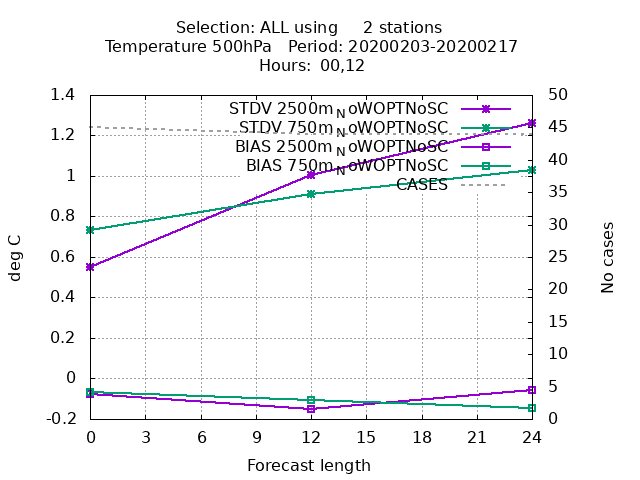 Selection: ALL using     2 stations
Temperature 500hPa   Period: 20200203-20200217
Hours:  00,12
1.4
1.2
1
0.8
0.6
0.4
0.2
0
-0.2
deg C
STDV 2500m_NoWOPTNoSC
STDV 750m_NoWOPTNoSC
BIAS 2500m_NoWOPTNoSC
BIAS 750m_NoWOPTNoSC
CASES
50
45
40
35
30
25
20
15
10
5
0
No cases
0 3 6 9 12 15 18 21 24
Forecast length